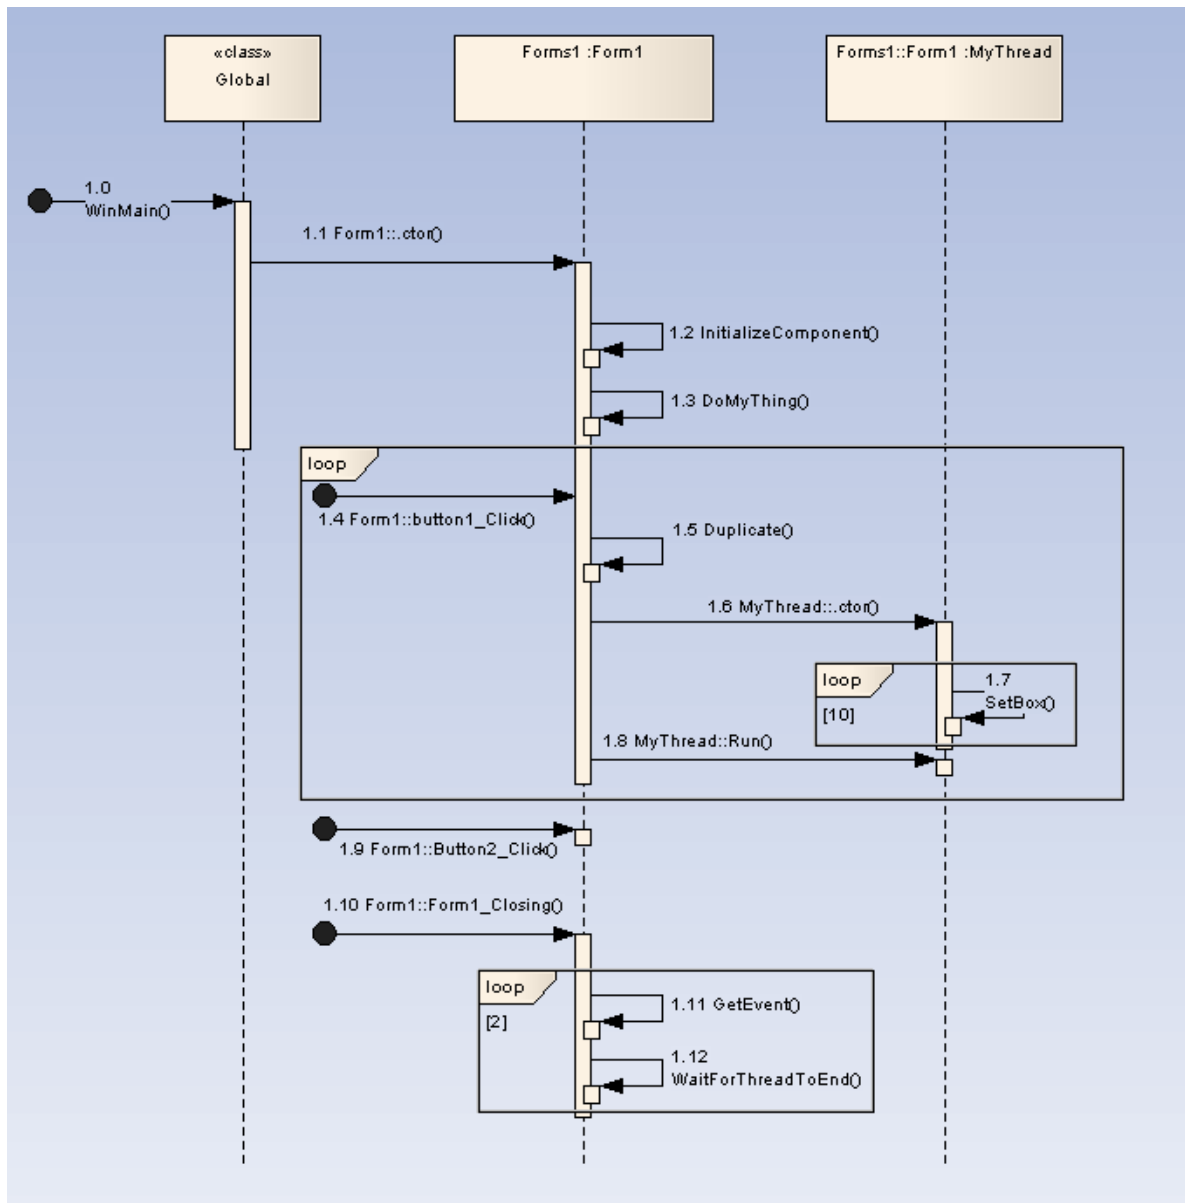 «class»
Global
Forms1 :Form1
Forms1::Form1 :MyThread
1.0
WinMain()
1.1 Form1::.ctor()
1.2 InitializeComponent()
1.3 DoMyThing()
loop
1.4 Form1::button1_Click()
1.5 Duplicate()
1.6 MyThread::.ctor()
loop
[10]
1.7
SetBox()
1.8 MyThread::Run()
1.9 Form1::Button2_Click()
1.10 Form1::Form1_Closing()
loop
[2]
1.11 GetEvent()
1.12
WaitForThreadToEnd()